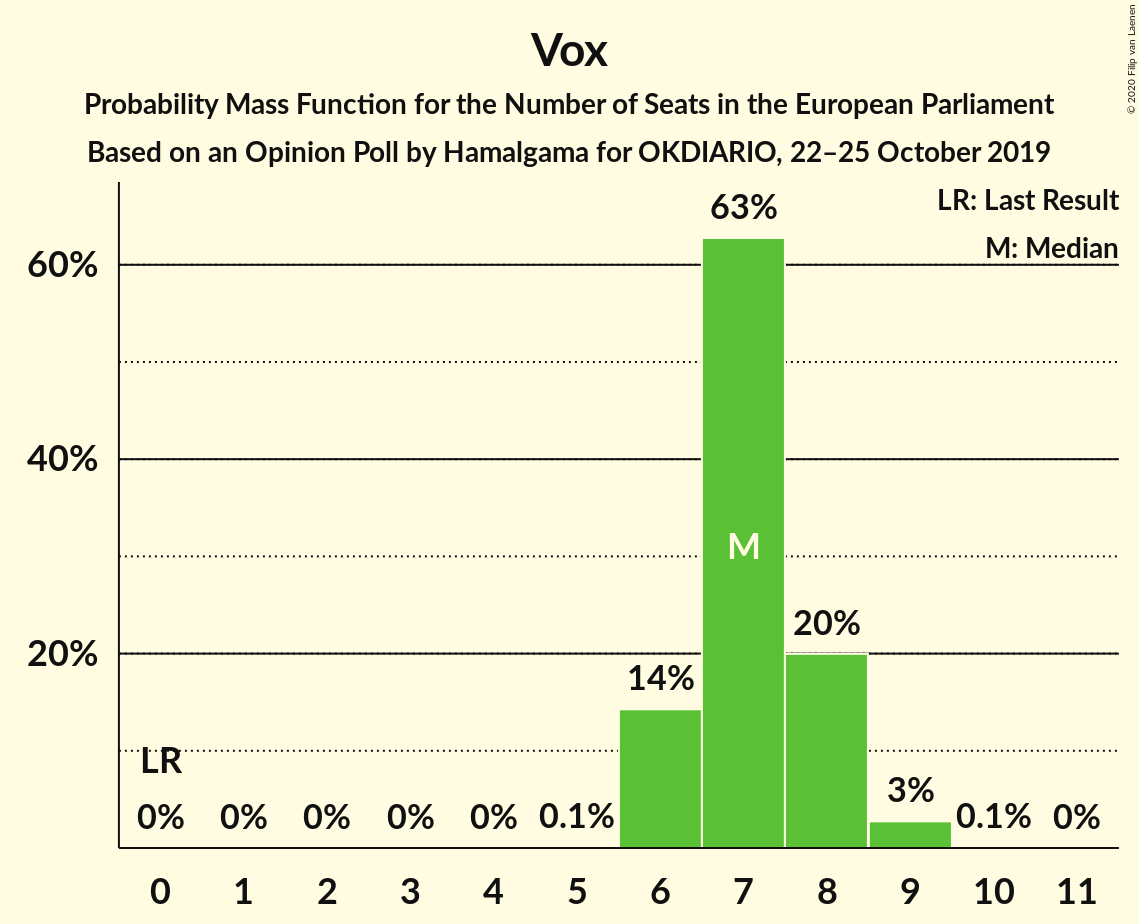 Vox
Probability Mass Function for the Number of Seats in the European Parliament
Based on an Opinion Poll by Hamalgama for OKDIARIO, 22–25 October 2019
© 2020 Filip van Laenen
LR: Last Result
M: Median
60%
40%
20%
LR
0%
0%
0%
0%
0%
0.1%
14%
63%
M
20%
3%
0.1%
0%
0 1 2 3 4 5 6 7 8 9 10 11